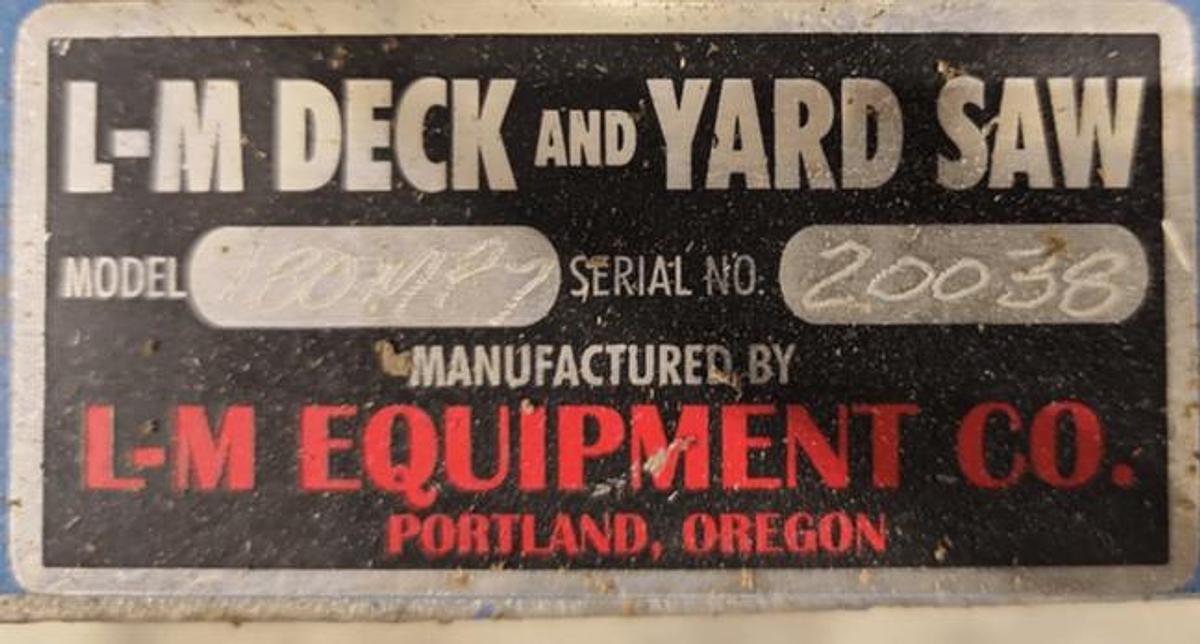 L-M DECK AND YARD SAW
MODEL SERIAL NO. 20038
MANUFACTURED BY
L-M EQUIPMENT CO.
PORTLAND, OREGON